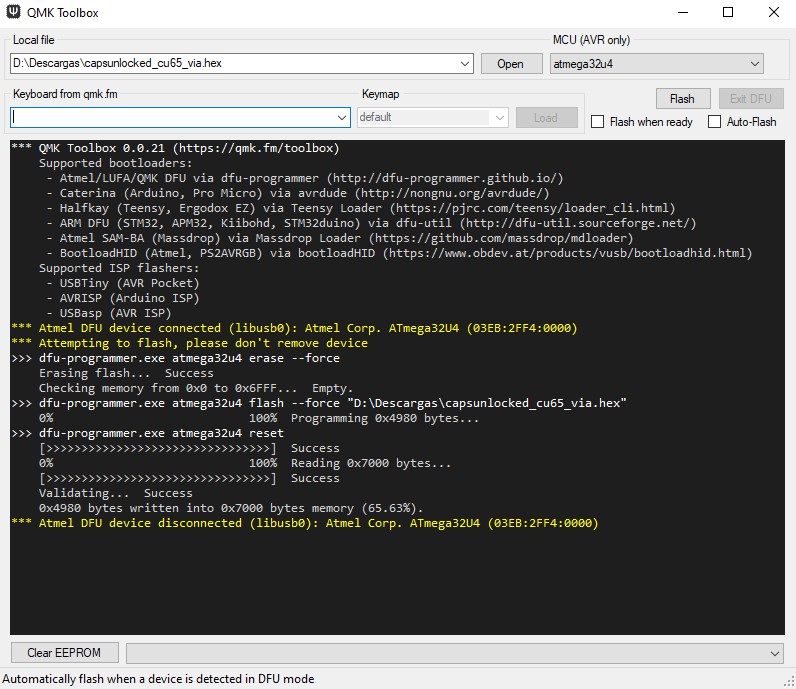 QMK Toolbox
Local file
MCU (AVR only)
D:\Descargas\capsunlocked_cu65_via.hex
Open
atmega32u4
Keyboard from qmk.fm
Keymap
Flash
Exit DFU
default
Load
Flash when ready
Auto-Flash
*** QMK Toolbox 0.0.21 (https://qmk.fm/toolbox)
Supported bootloaders:
- Atmel/LUFA/QMK DFU via dfu-programmer (http://dfu-programmer.github.io/)
- Caterina (Arduino, Pro Micro) via avrdude (http://nongnu.org/avrdude/)
- Halfkay (Teensy, Ergodox EZ) via Teensy Loader (https://pjrc.com/teensy/loader_cli.html)
- ARM DFU (STM32, APM32, Kiibohd, STM32duino) via dfu-util (http://dfu-util.sourceforge.net/)
- Atmel SAM-BA (Massdrop) via Massdrop Loader (https://github.com/massdrop/mdloader)
- BootloadHID (Atmel, PS2AVRGB) via bootloadHID (https://www.obdev.at/products/vusb/bootloadhid.html)
Supported ISP flashers:
- USBTiny (AVR Pocket)
- AVRISP (Arduino ISP)
- USBasp (AVR ISP)
*** Atmel DFU device connected (libusb0): Atmel Corp. ATmega32U4 (03EB:2FF4:0000)
*** Attempting to flash, please don't remove device
>>> dfu-programmer.exe atmega32u4 erase --force
Erasing flash... Success
Checking memory from 0x0 to 0x6FFF... Empty.
>>> dfu-programmer.exe atmega32u4 flash --force "D:\Descargas\capsunlocked_cu65_via.hex"
0% 100% Programming 0x4980 bytes...
>>> dfu-programmer.exe atmega32u4 reset
[>>>>>>>>>>>>>>>>>>>>>>>>>>>>>>>>] Success
0% 100% Reading 0x7000 bytes...
[>>>>>>>>>>>>>>>>>>>>>>>>>>>>>>>>] Success
Validating... Success
0x4980 bytes written into 0x7000 bytes memory (65.63%).
*** Atmel DFU device disconnected (libusb0): Atmel Corp. ATmega32U4 (03EB:2FF4:0000)
Clear EEPROM
Automatically flash when a device is detected in DFU mode